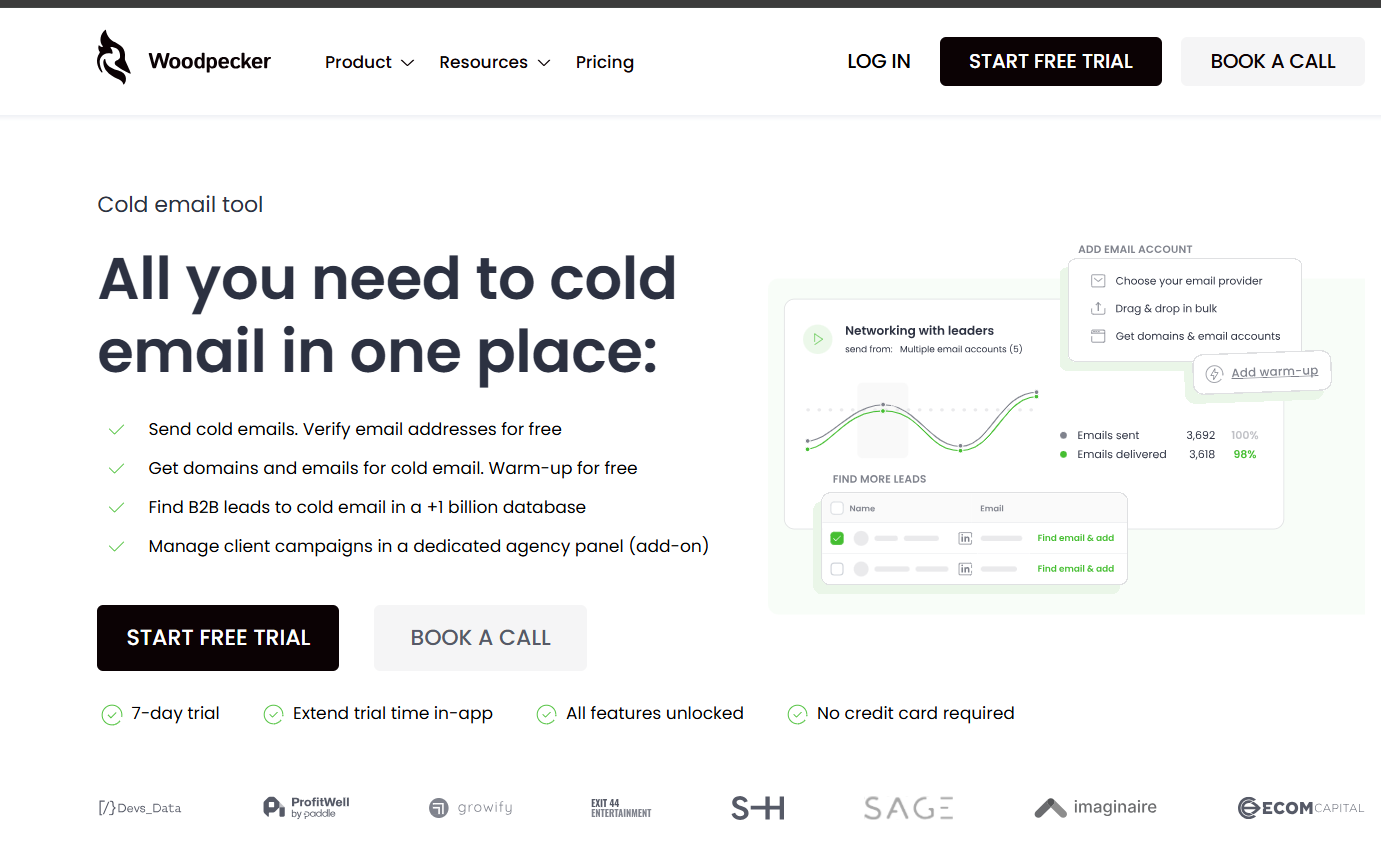 Woodpecker
Product
Resources
Pricing
LOG IN
START FREE TRIAL
BOOK A CALL
Cold email tool
All you need to cold
email in one place:
Send cold emails. Verify email addresses for free
Get domains and emails for cold email. Warm-up for free
Find B2B leads to cold email in a +1 billion database
Manage client campaigns in a dedicated agency panel (add-on)
START FREE TRIAL
BOOK A CALL
ADD EMAIL ACCOUNT
Choose your email provider
Drag & drop in bulk
Get domains & email accounts
Add warm-up
Networking with leaders
send from: Multiple email accounts (5)
Emails sent 3,692 100%
Emails delivered 3,618 98%
FIND MORE LEADS
Name Email
in Find email & add
in Find email & add
7-day trial
Extend trial time in-app
All features unlocked
No credit card required
[/}Devs_Data
ProfitWell
by paddle
growify
EXIT 44
ENTERTAINMENT
S-H
SAGE
imaginaire
ECOMCAPITAL